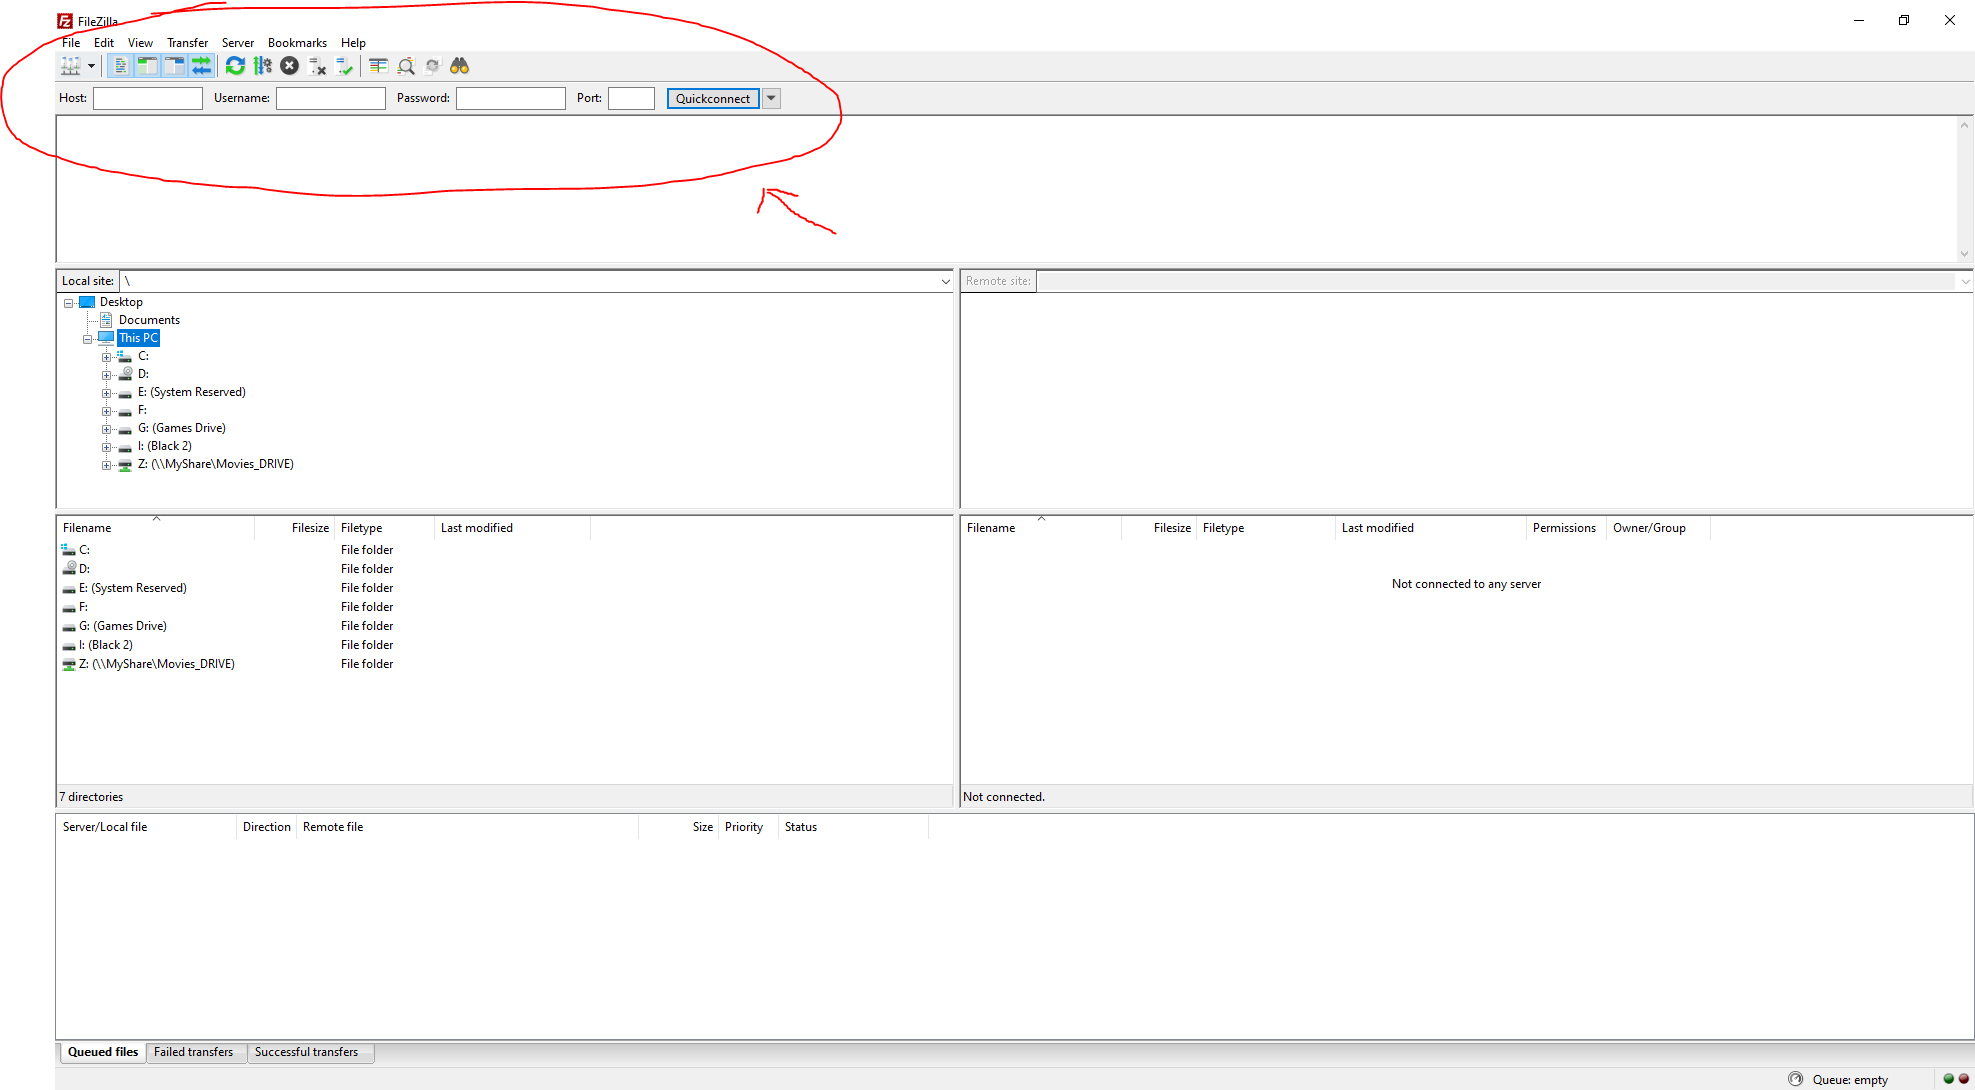 FileZilla
File Edit View Transfer Server Bookmarks Help
Host: Username: Password: Port: Quickconnect
Local site: \
Remote site:
Desktop
Documents
This PC
C:
D:
E: (System Reserved)
F:
G: (Games Drive)
I: (Black 2)
Z: (\\MyShare\Movies_DRIVE)
Filename Filesize Filetype Last modified
C: File folder
D: File folder
E: (System Reserved) File folder
F: File folder
G: (Games Drive) File folder
I: (Black 2) File folder
Z: (\\MyShare\Movies_DRIVE) File folder
7 directories
Filename Filesize Filetype Last modified Permissions Owner/Group
Not connected to any server
Not connected.
Server/Local file Direction Remote file Size Priority Status
Queued files Failed transfers Successful transfers
Queue: empty